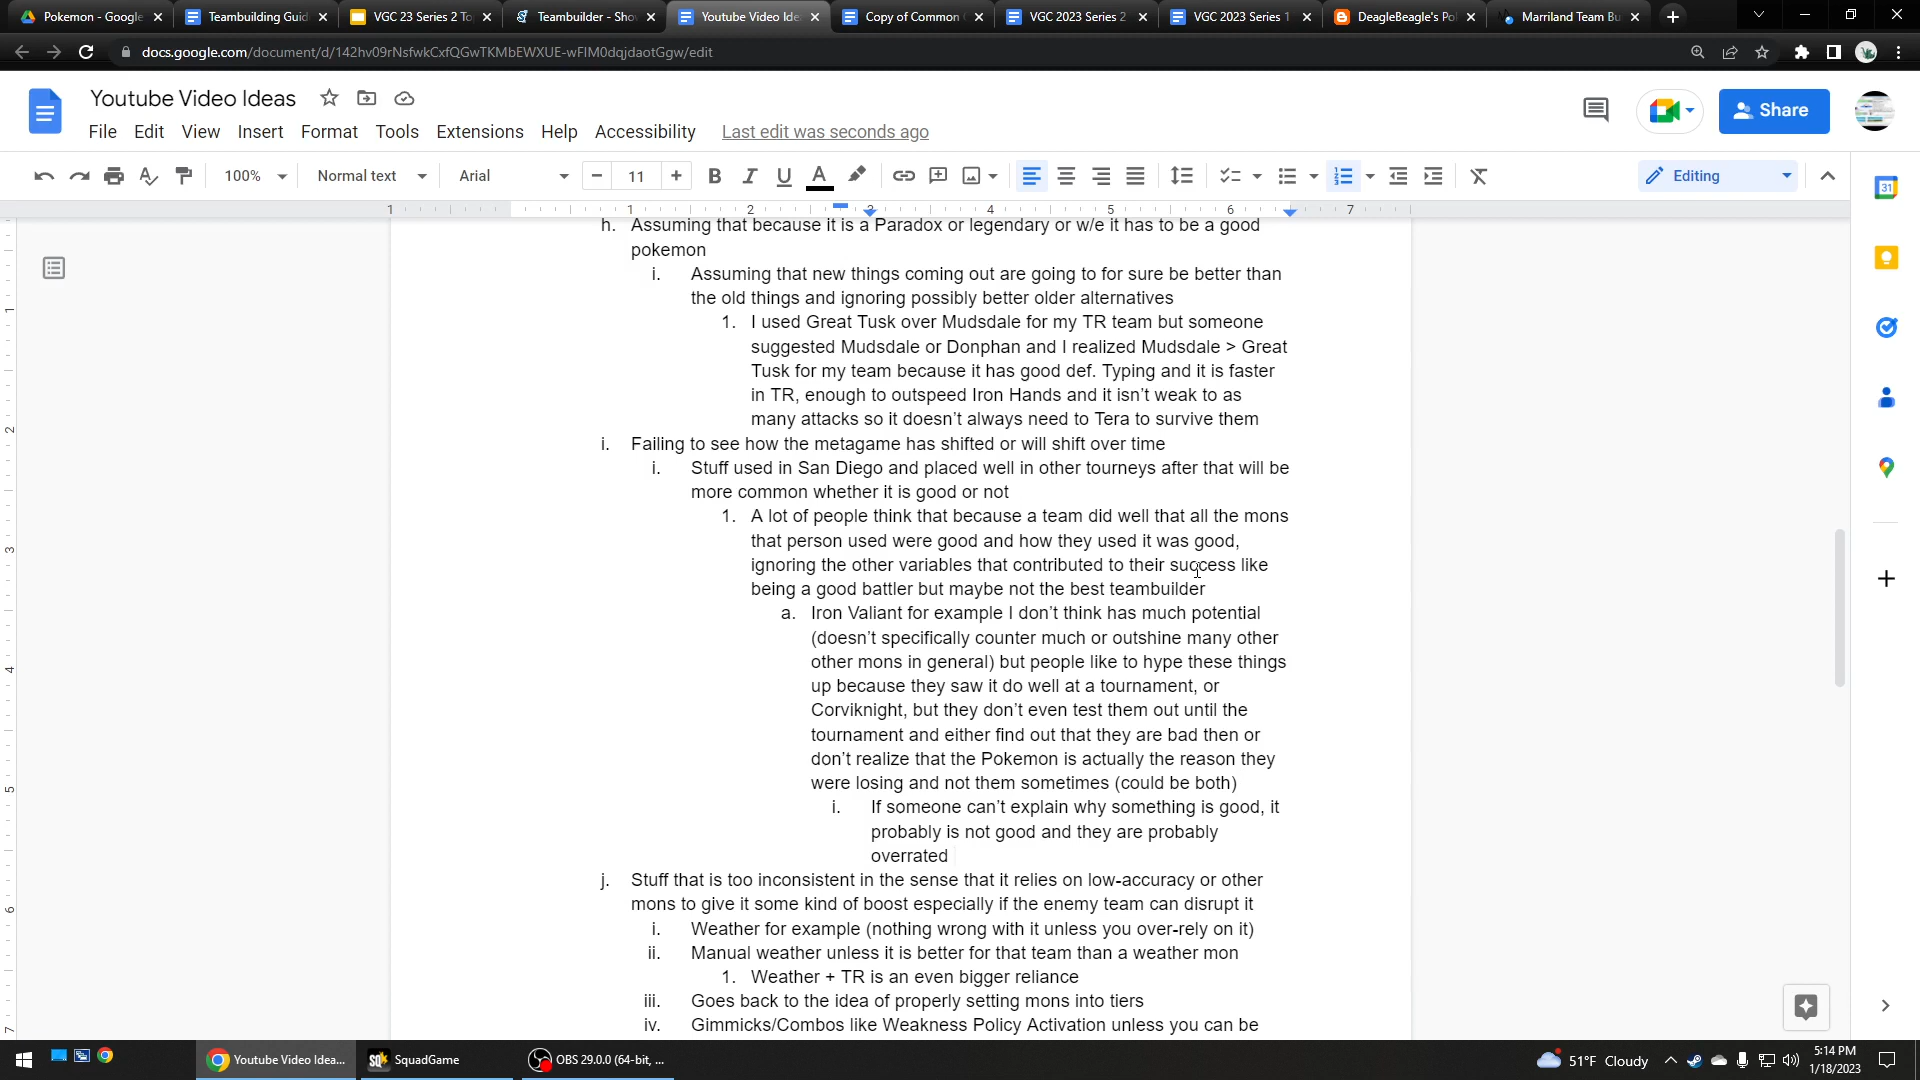 Pokemon - Google
Teambuilding Guid
VGC 23 Series 2 To
Teambuilder - Sho
Youtube Video Ide
Copy of Common
VGC 2023 Series 2
VGC 2023 Series 1
DeagleBeagle's Po
Marriland Team Bu
docs.google.com/document/d/142hv09rNsfwkCxfQGwTKMbEWXUE-wFIM0dqjdaotGgw/edit
Youtube Video Ideas
Share
File Edit View Insert Format Tools Extensions Help Accessibility Last edit was seconds ago
100% Normal text Arial 11 Editing
1 1 2 3 4 5 6 7
h. Assuming that because it is a Paradox or legendary or w/e it has to be a good
pokemon
i. Assuming that new things coming out are going to for sure be better than
the old things and ignoring possibly better older alternatives
1. I used Great Tusk over Mudsdale for my TR team but someone
suggested Mudsdale or Donphan and I realized Mudsdale > Great
Tusk for my team because it has good def. Typing and it is faster
in TR, enough to outspeed Iron Hands and it isn't weak to as
many attacks so it doesn't always need to Tera to survive them
i. Failing to see how the metagame has shifted or will shift over time
i. Stuff used in San Diego and placed well in other tourneys after that will be
more common whether it is good or not
1. A lot of people think that because a team did well that all the mons
that person used were good and how they used it was good,
ignoring the other variables that contributed to their success like
being a good battler but maybe not the best teambuilder
a. Iron Valiant for example I don't think has much potential
(doesn't specifically counter much or outshine many other
other mons in general) but people like to hype these things
up because they saw it do well at a tournament, or
Corviknight, but they don't even test them out until the
tournament and either find out that they are bad then or
don't realize that the Pokemon is actually the reason they
were losing and not them sometimes (could be both)
i. If someone can't explain why something is good, it
probably is not good and they are probably
overrated
j. Stuff that is too inconsistent in the sense that it relies on low-accuracy or other
mons to give it some kind of boost especially if the enemy team can disrupt it
i. Weather for example (nothing wrong with it unless you over-rely on it)
ii. Manual weather unless it is better for that team than a weather mon
1. Weather + TR is an even bigger reliance
iii. Goes back to the idea of properly setting mons into tiers
iv. Gimmicks/Combos like Weakness Policy Activation unless you can be
1
2
3
4
5
6
7
31
Youtube Video Idea...
SquadGame
OBS 29.0.0 (64-bit, ...
51°F Cloudy
5:14 PM
1/18/2023